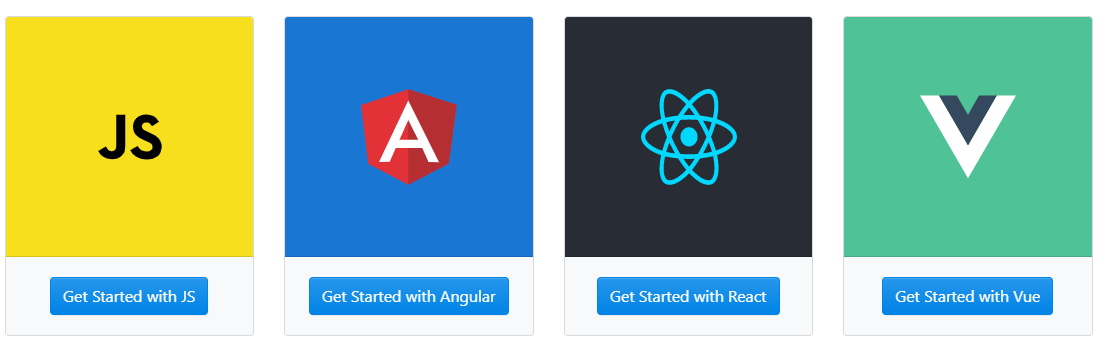 JS
A
Get Started with JS
Get Started with Angular
Get Started with React
Get Started with Vue